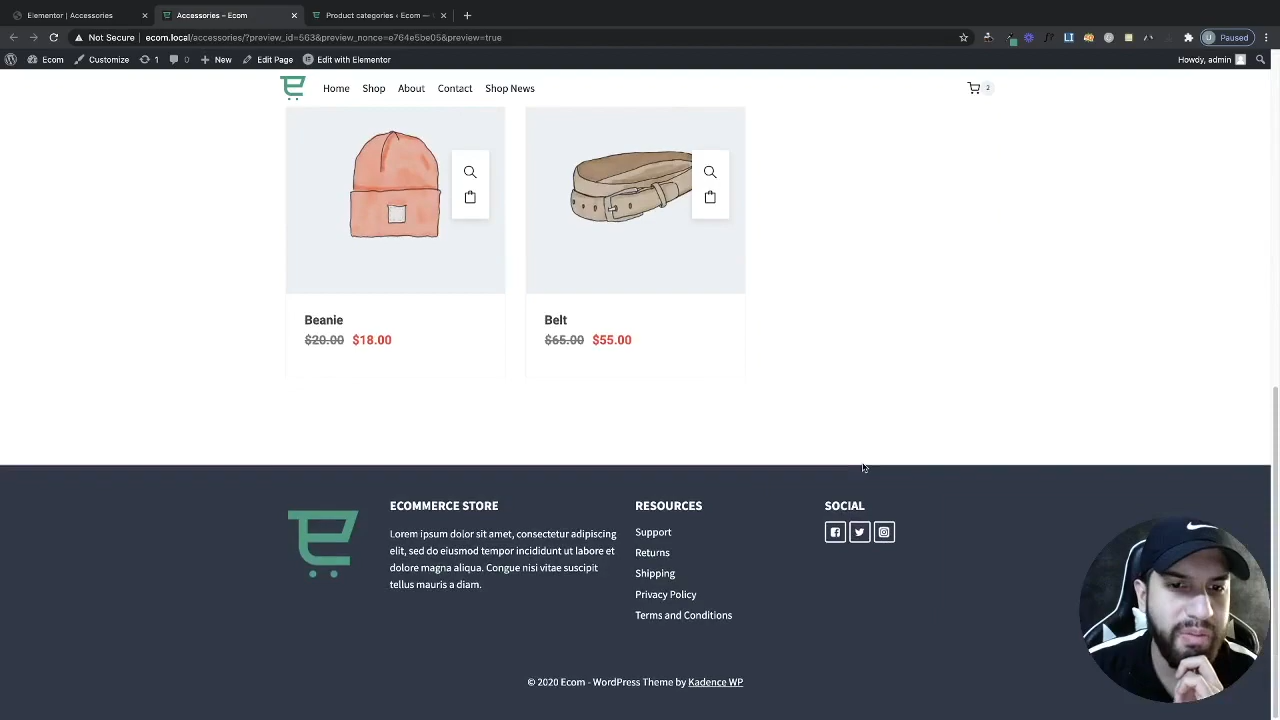 Elementor | Accessories
Accessories – Ecom
Product categories ‹ Ecom —
Not Secure
ecom.local/accessories/?preview_id=563&preview_nonce=e764e5be05&preview=true
Paused
Ecom
Customize
1
0
New
Edit Page
Edit with Elementor
Howdy, admin
Home
Shop
About
Contact
Shop News
2
Beanie
$20.00 $18.00
Belt
$65.00 $55.00
ECOMMERCE STORE
Lorem ipsum dolor sit amet, consectetur adipiscing
elit, sed do eiusmod tempor incididunt ut labore et
dolore magna aliqua. Congue nisi vitae suscipit
tellus mauris a diam.
RESOURCES
Support
Returns
Shipping
Privacy Policy
Terms and Conditions
SOCIAL
© 2020 Ecom - WordPress Theme by Kadence WP